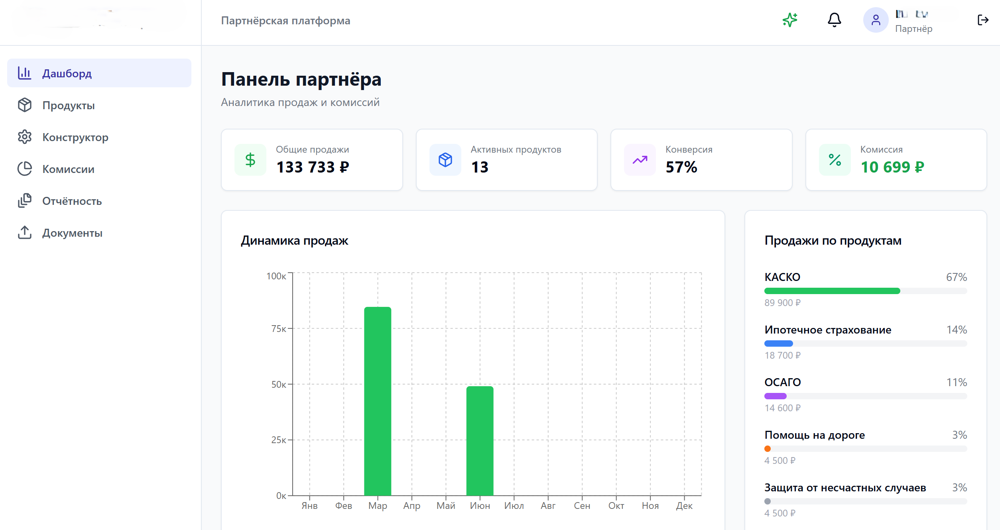 Партнёрская платформа
Партнёр
Дашборд
Продукты
Конструктор
Комиссии
Отчётность
Документы
Панель партнёра
Аналитика продаж и комиссий
Общие продажи
133 733 ₽
Активных продуктов
13
Конверсия
57%
Комиссия
10 699 ₽
Динамика продаж
100к
75к
50к
25к
0к
Янв Фев Мар Апр Май Июн Июл Авг Сен Окт Ноя Дек
Продажи по продуктам
КАСКО 67%
89 900 ₽
Ипотечное страхование 14%
18 700 ₽
ОСАГО 11%
14 600 ₽
Помощь на дороге 3%
4 500 ₽
Защита от несчастных случаев 3%
4 500 ₽